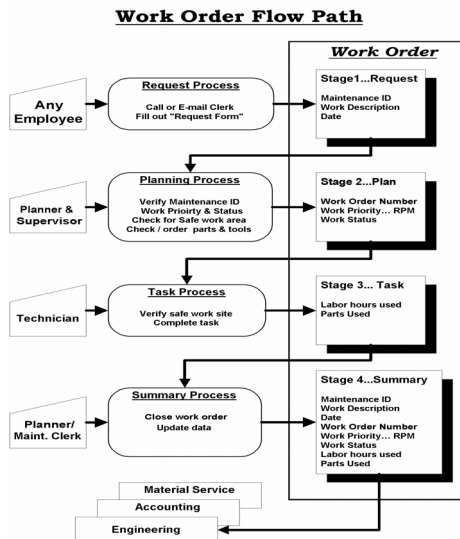 Work Order Flow Path
Work Order
Any
Employee
Request Process
Call or E-mail Clerk
Fill out "Request Form"
Stage1...Request
Maintenance ID
Work Description
Date
Planner &
Supervisor
Planning Process
Verify Maintenance ID
Work Prioirty & Status
Check for Safe work area
Check / order parts & tools
Stage 2...Plan
Work Order Number
Work Priority... RPM
Work Status
Technician
Task Process
Verify safe work site
Complete task
Stage 3... Task
Labor hours used
Parts Used
Planner/
Maint. Clerk
Summary Process
Close work order
Update data
Stage 4...Summary
Maintenance ID
Work Description
Date
Work Order Number
Work Priority... RPM
Work Status
Labor hours used
Parts Used
Material Service
Accounting
Engineering